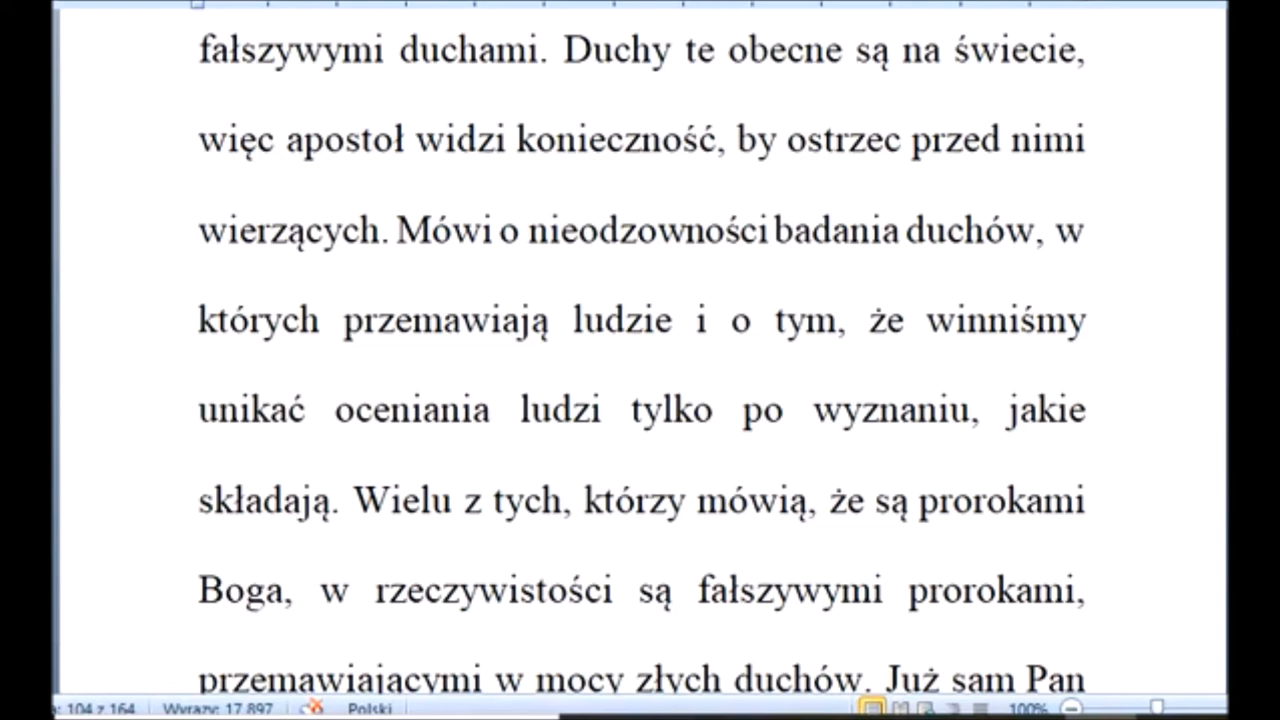 fałszywymi duchami. Duchy te obecne są na świecie,
więc apostoł widzi konieczność, by ostrzec przed nimi
wierzących. Mówi o nieodzowności badania duchów, w
których przemawiają ludzie i o tym, że winniśmy
unikać oceniania ludzi tylko po wyznaniu, jakie
składają. Wielu z tych, którzy mówią, że są prorokami
Boga, w rzeczywistości są fałszywymi prorokami,
przemawiającymi w mocy złych duchów. Już sam Pan
104 z 164 Wyrazy: 17 897 Polski 100%